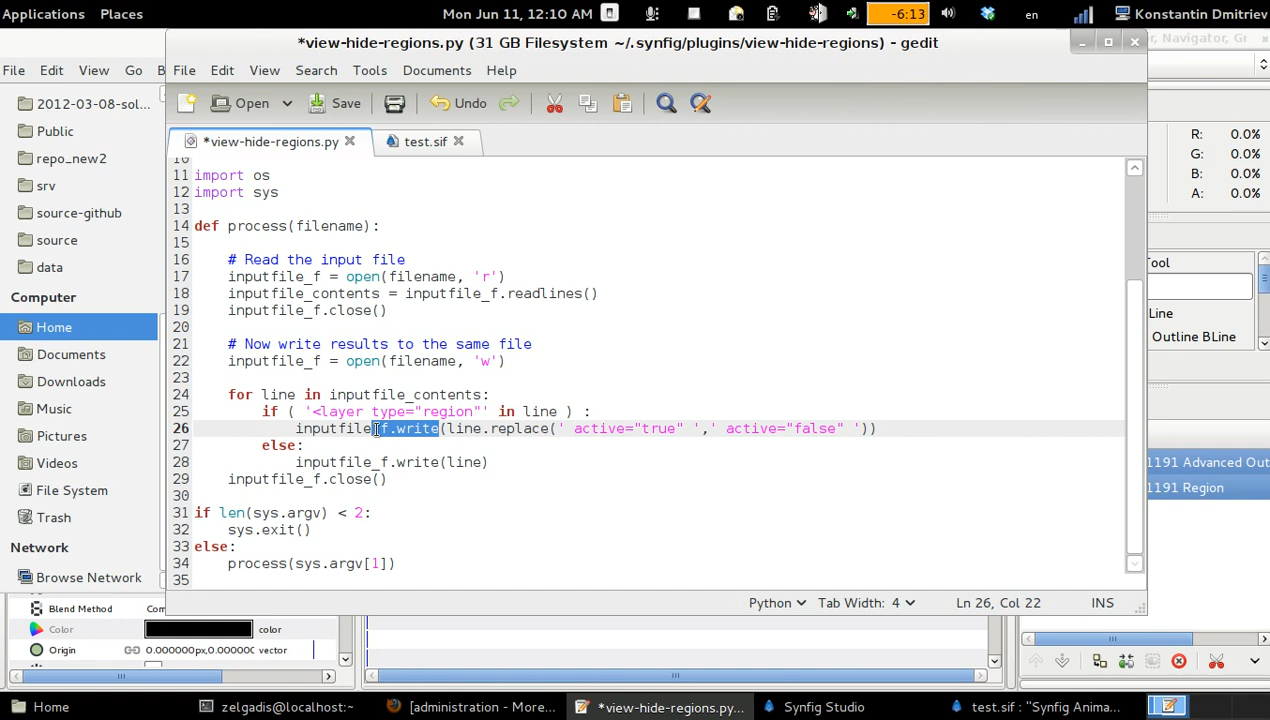 Mon Jun 11, 12:10 AM
-6:13
en
Konstantin Dmitriev
*view-hide-regions.py (31 GB Filesystem ~/.synfig/plugins/view-hide-regions) - gedit
r, Navigator, Gr
File Edit View Go
File Edit View Search Tools Documents Help
Open Save Undo
*view-hide-regions.py
test.sif
2012-03-08-sol...
Public
repo_new2
srv
source-github
source
data
Computer
Home
Documents
Downloads
Music
Pictures
Videos
File System
Trash
Network
Browse Network
10
11 import os
12 import sys
13
14 def process(filename):
15
16 # Read the input file
17 inputfile_f = open(filename, 'r')
18 inputfile_contents = inputfile_f.readlines()
19 inputfile_f.close()
20
21 # Now write results to the same file
22 inputfile_f = open(filename, 'w')
23
24 for line in inputfile_contents:
25 if ( '<layer type="region"' in line ) :
26 inputfile_f.write(line.replace(' active="true" ',' active="false" '))
27 else:
28 inputfile_f.write(line)
29 inputfile_f.close()
30
31 if len(sys.argv) < 2:
32 sys.exit()
33 else:
34 process(sys.argv[1])
35
Python Tab Width: 4 Ln 26, Col 22 INS
R: 0.0%
G: 0.0%
B: 0.0%
A: 0.0%
Tool
Line
Outline BLine
1191 Advanced Out
1191 Region
Blend Method Com
Color color
Origin 0.000000px,0.000000 vector
Home
zelgadis@localhost:~
[administration - More...
*view-hide-regions.py...
Synfig Studio
test.sif : "Synfig Anima...